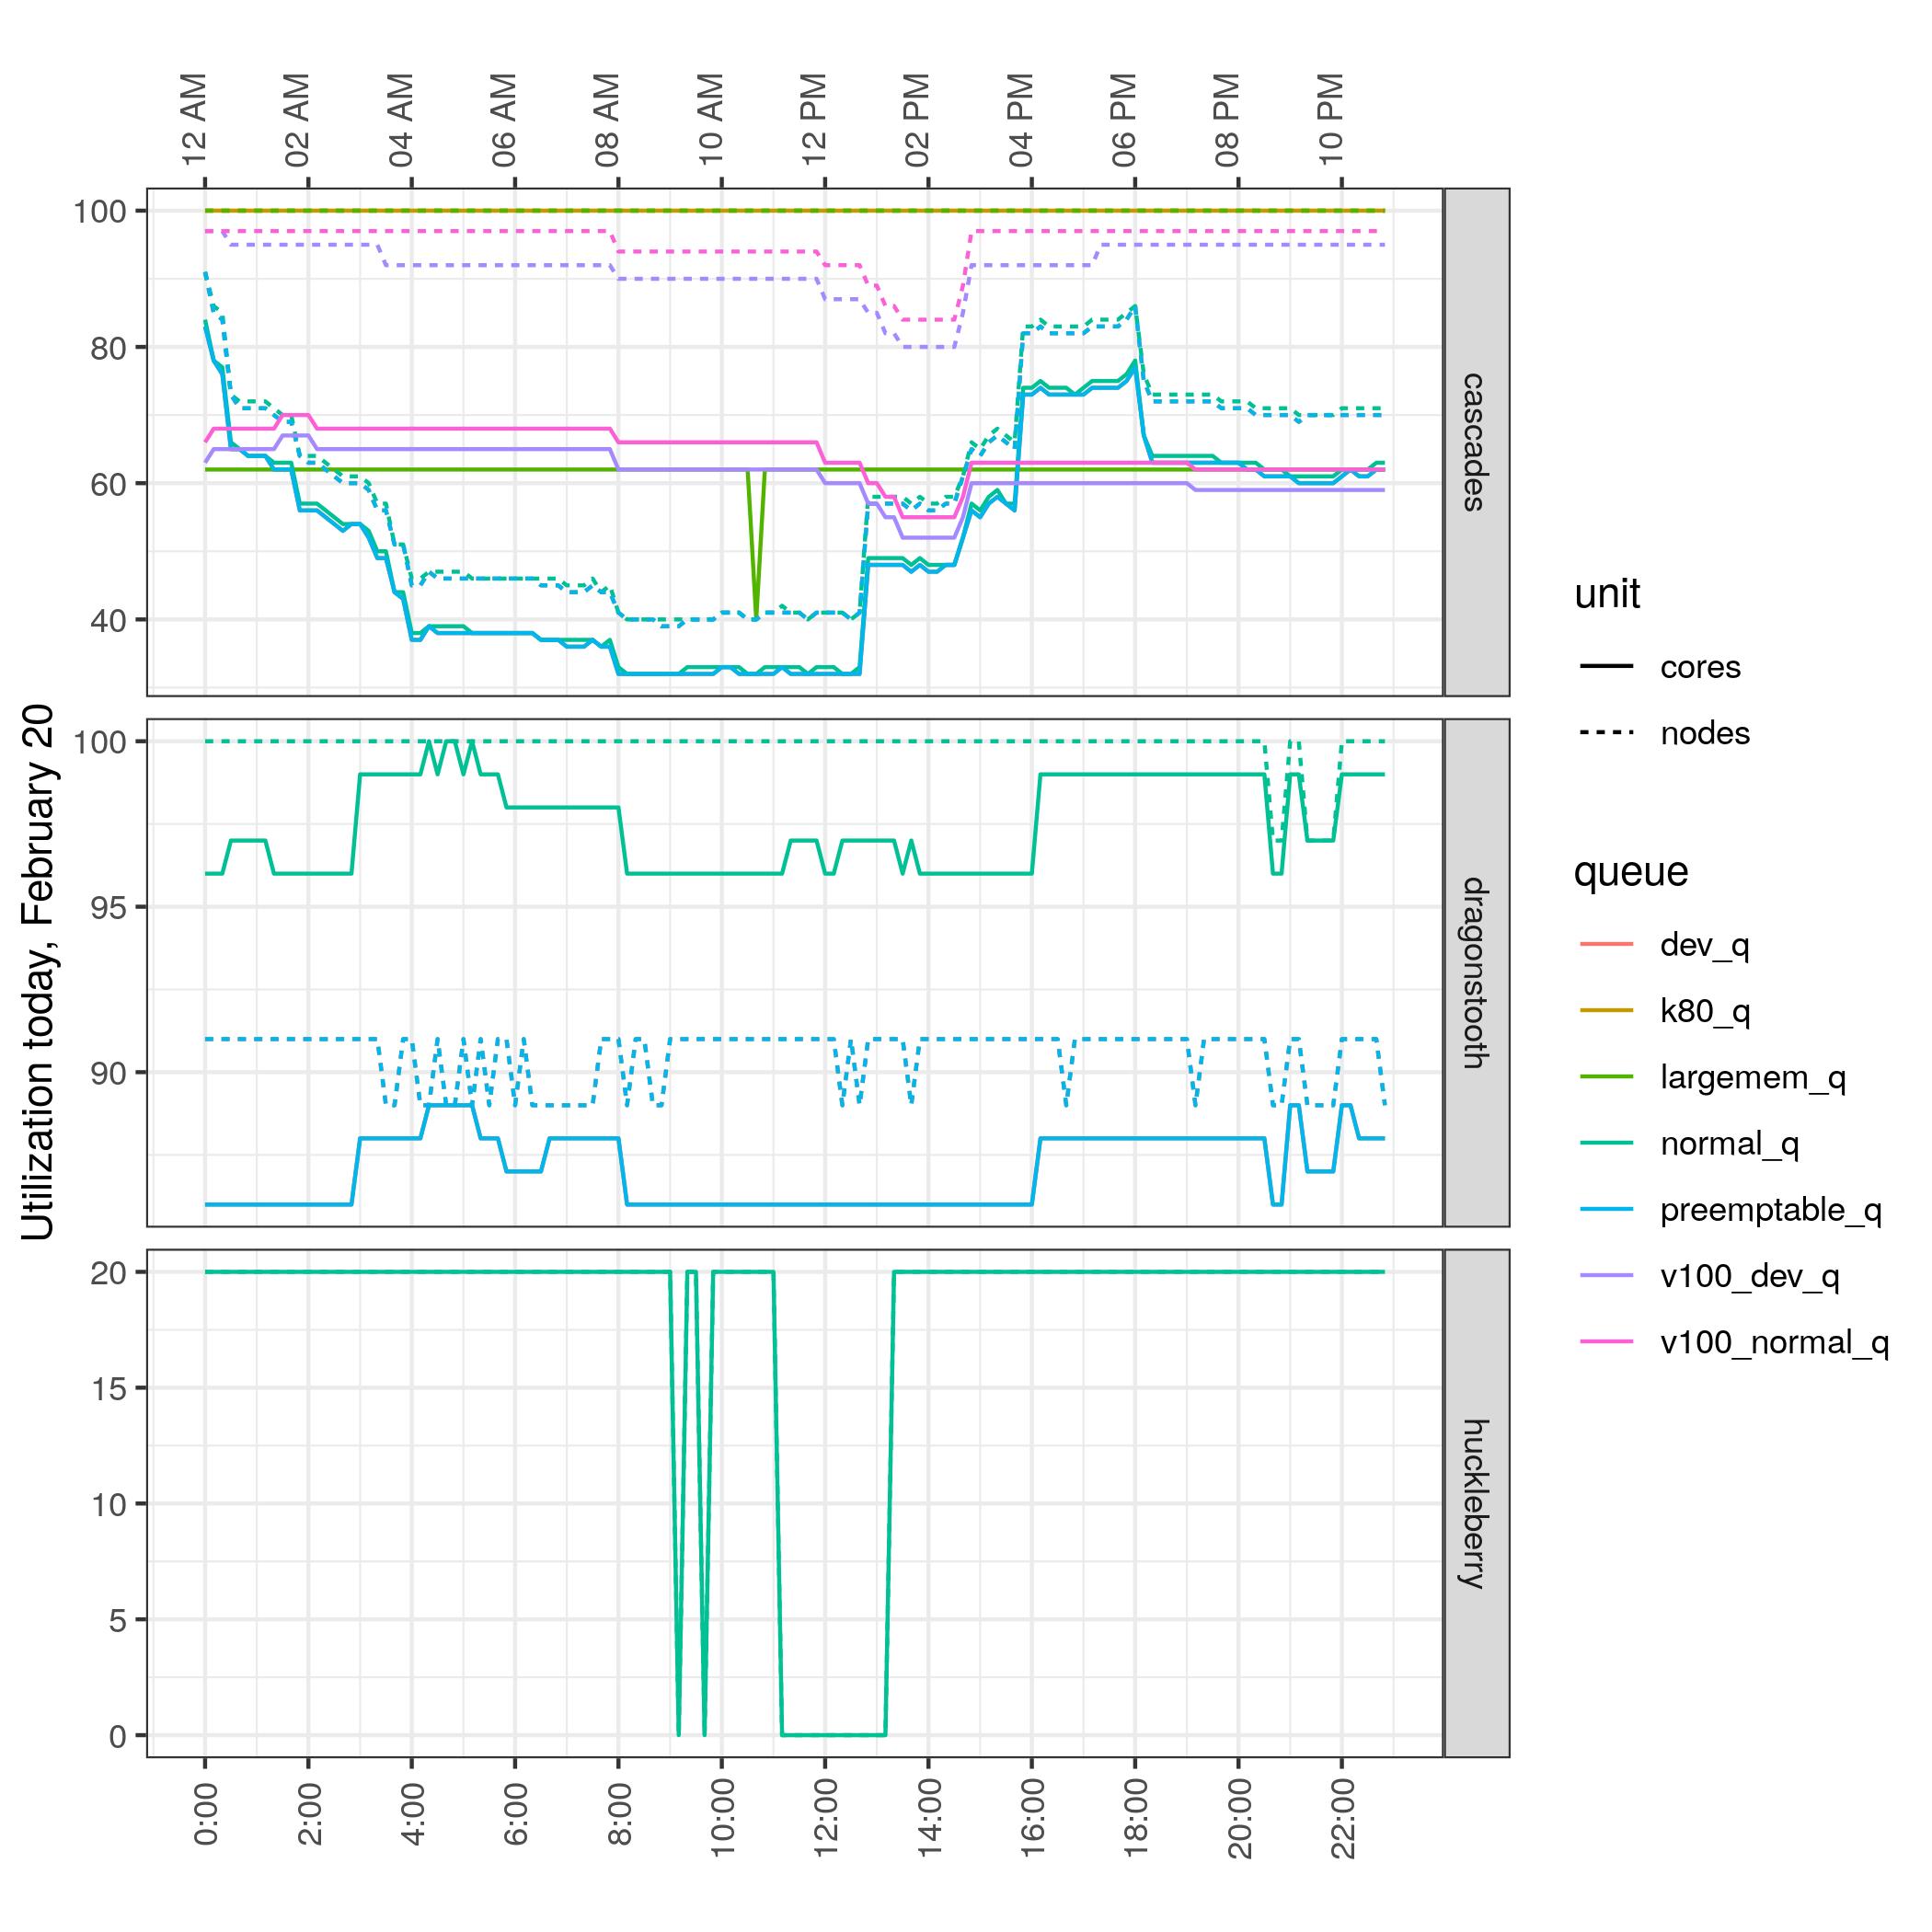 12 AM
02 AM
04 AM
06 AM
08 AM
10 AM
12 PM
02 PM
04 PM
06 PM
08 PM
10 PM
Utilization today, February 20
100
80
60
40
cascades
100
95
90
dragonstooth
20
15
10
5
0
huckleberry
0:00
2:00
4:00
6:00
8:00
10:00
12:00
14:00
16:00
18:00
20:00
22:00
unit
cores
nodes
queue
dev_q
k80_q
largemem_q
normal_q
preemptable_q
v100_dev_q
v100_normal_q